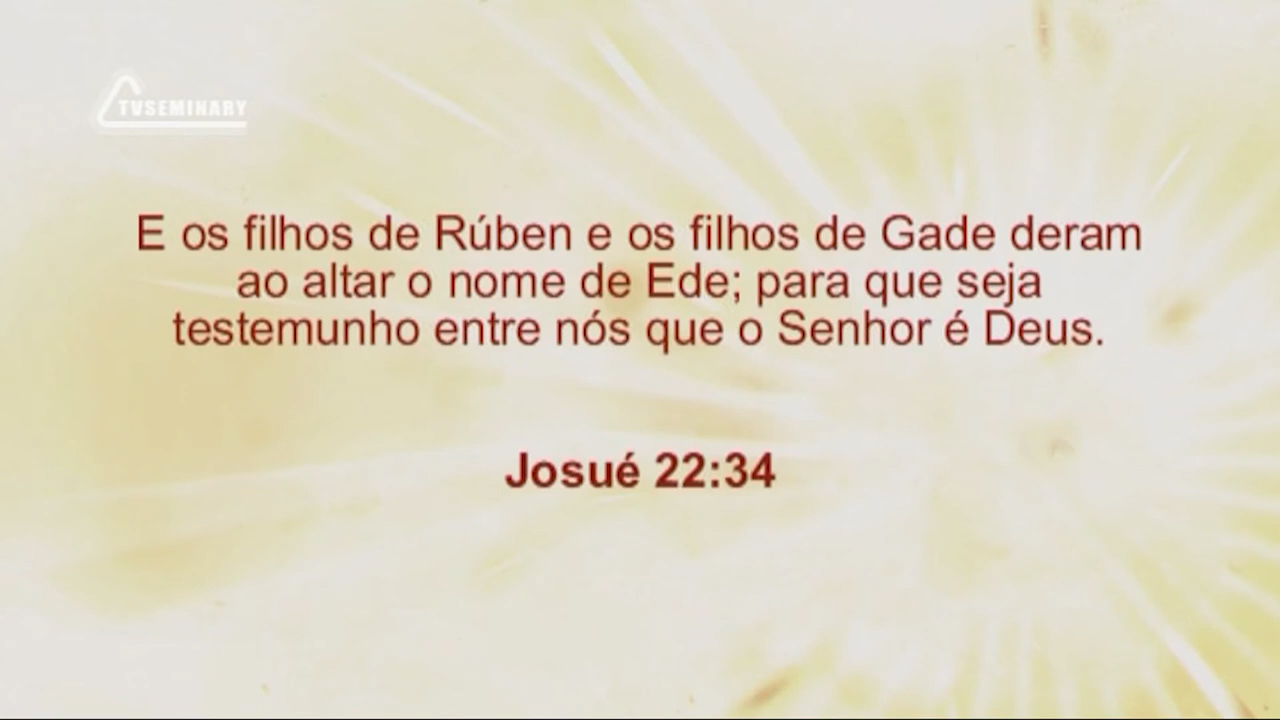 TVSEMINARY
E os filhos de Rúben e os filhos de Gade deram
ao altar o nome de Ede; para que seja
testemunho entre nós que o Senhor é Deus.
Josué 22:34